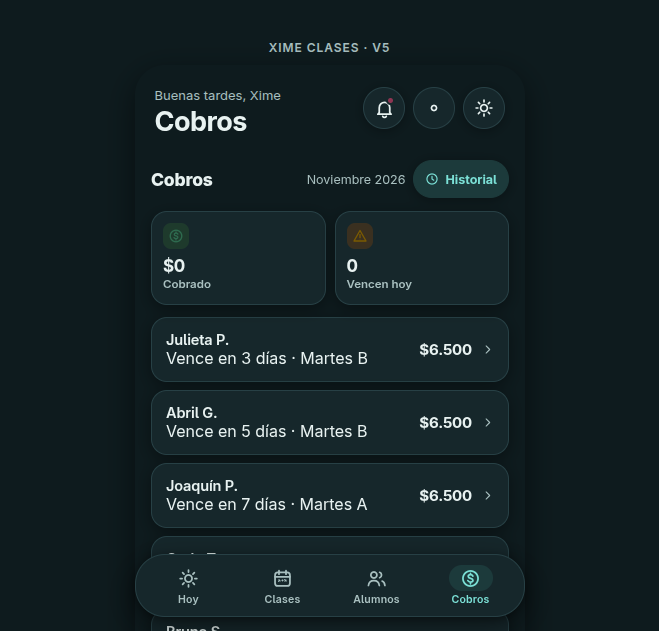 XIME CLASES · V5
Buenas tardes, Xime
Cobros
Cobros
Noviembre 2026
Historial
$0
Cobrado
0
Vencen hoy
Julieta P.
Vence en 3 días · Martes B
$6.500
Abril G.
Vence en 5 días · Martes B
$6.500
Joaquín P.
Vence en 7 días · Martes A
$6.500
Hoy
Clases
Alumnos
Cobros
Bruno S.